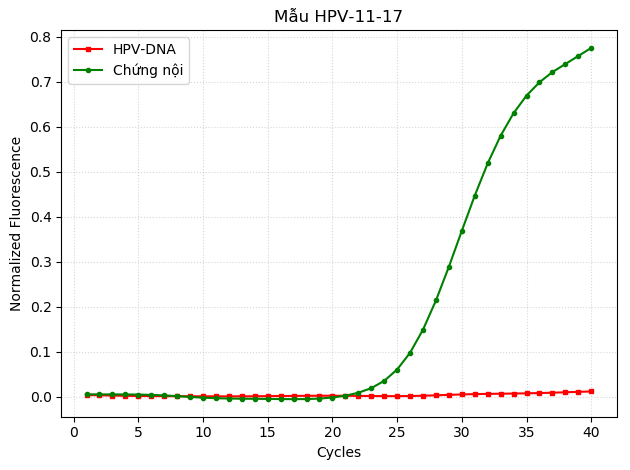 Mẫu HPV-11-17
HPV-DNA
Chứng nội
Normalized Fluorescence
0.8
0.7
0.6
0.5
0.4
0.3
0.2
0.1
0.0
0 5 10 15 20 25 30 35 40
Cycles